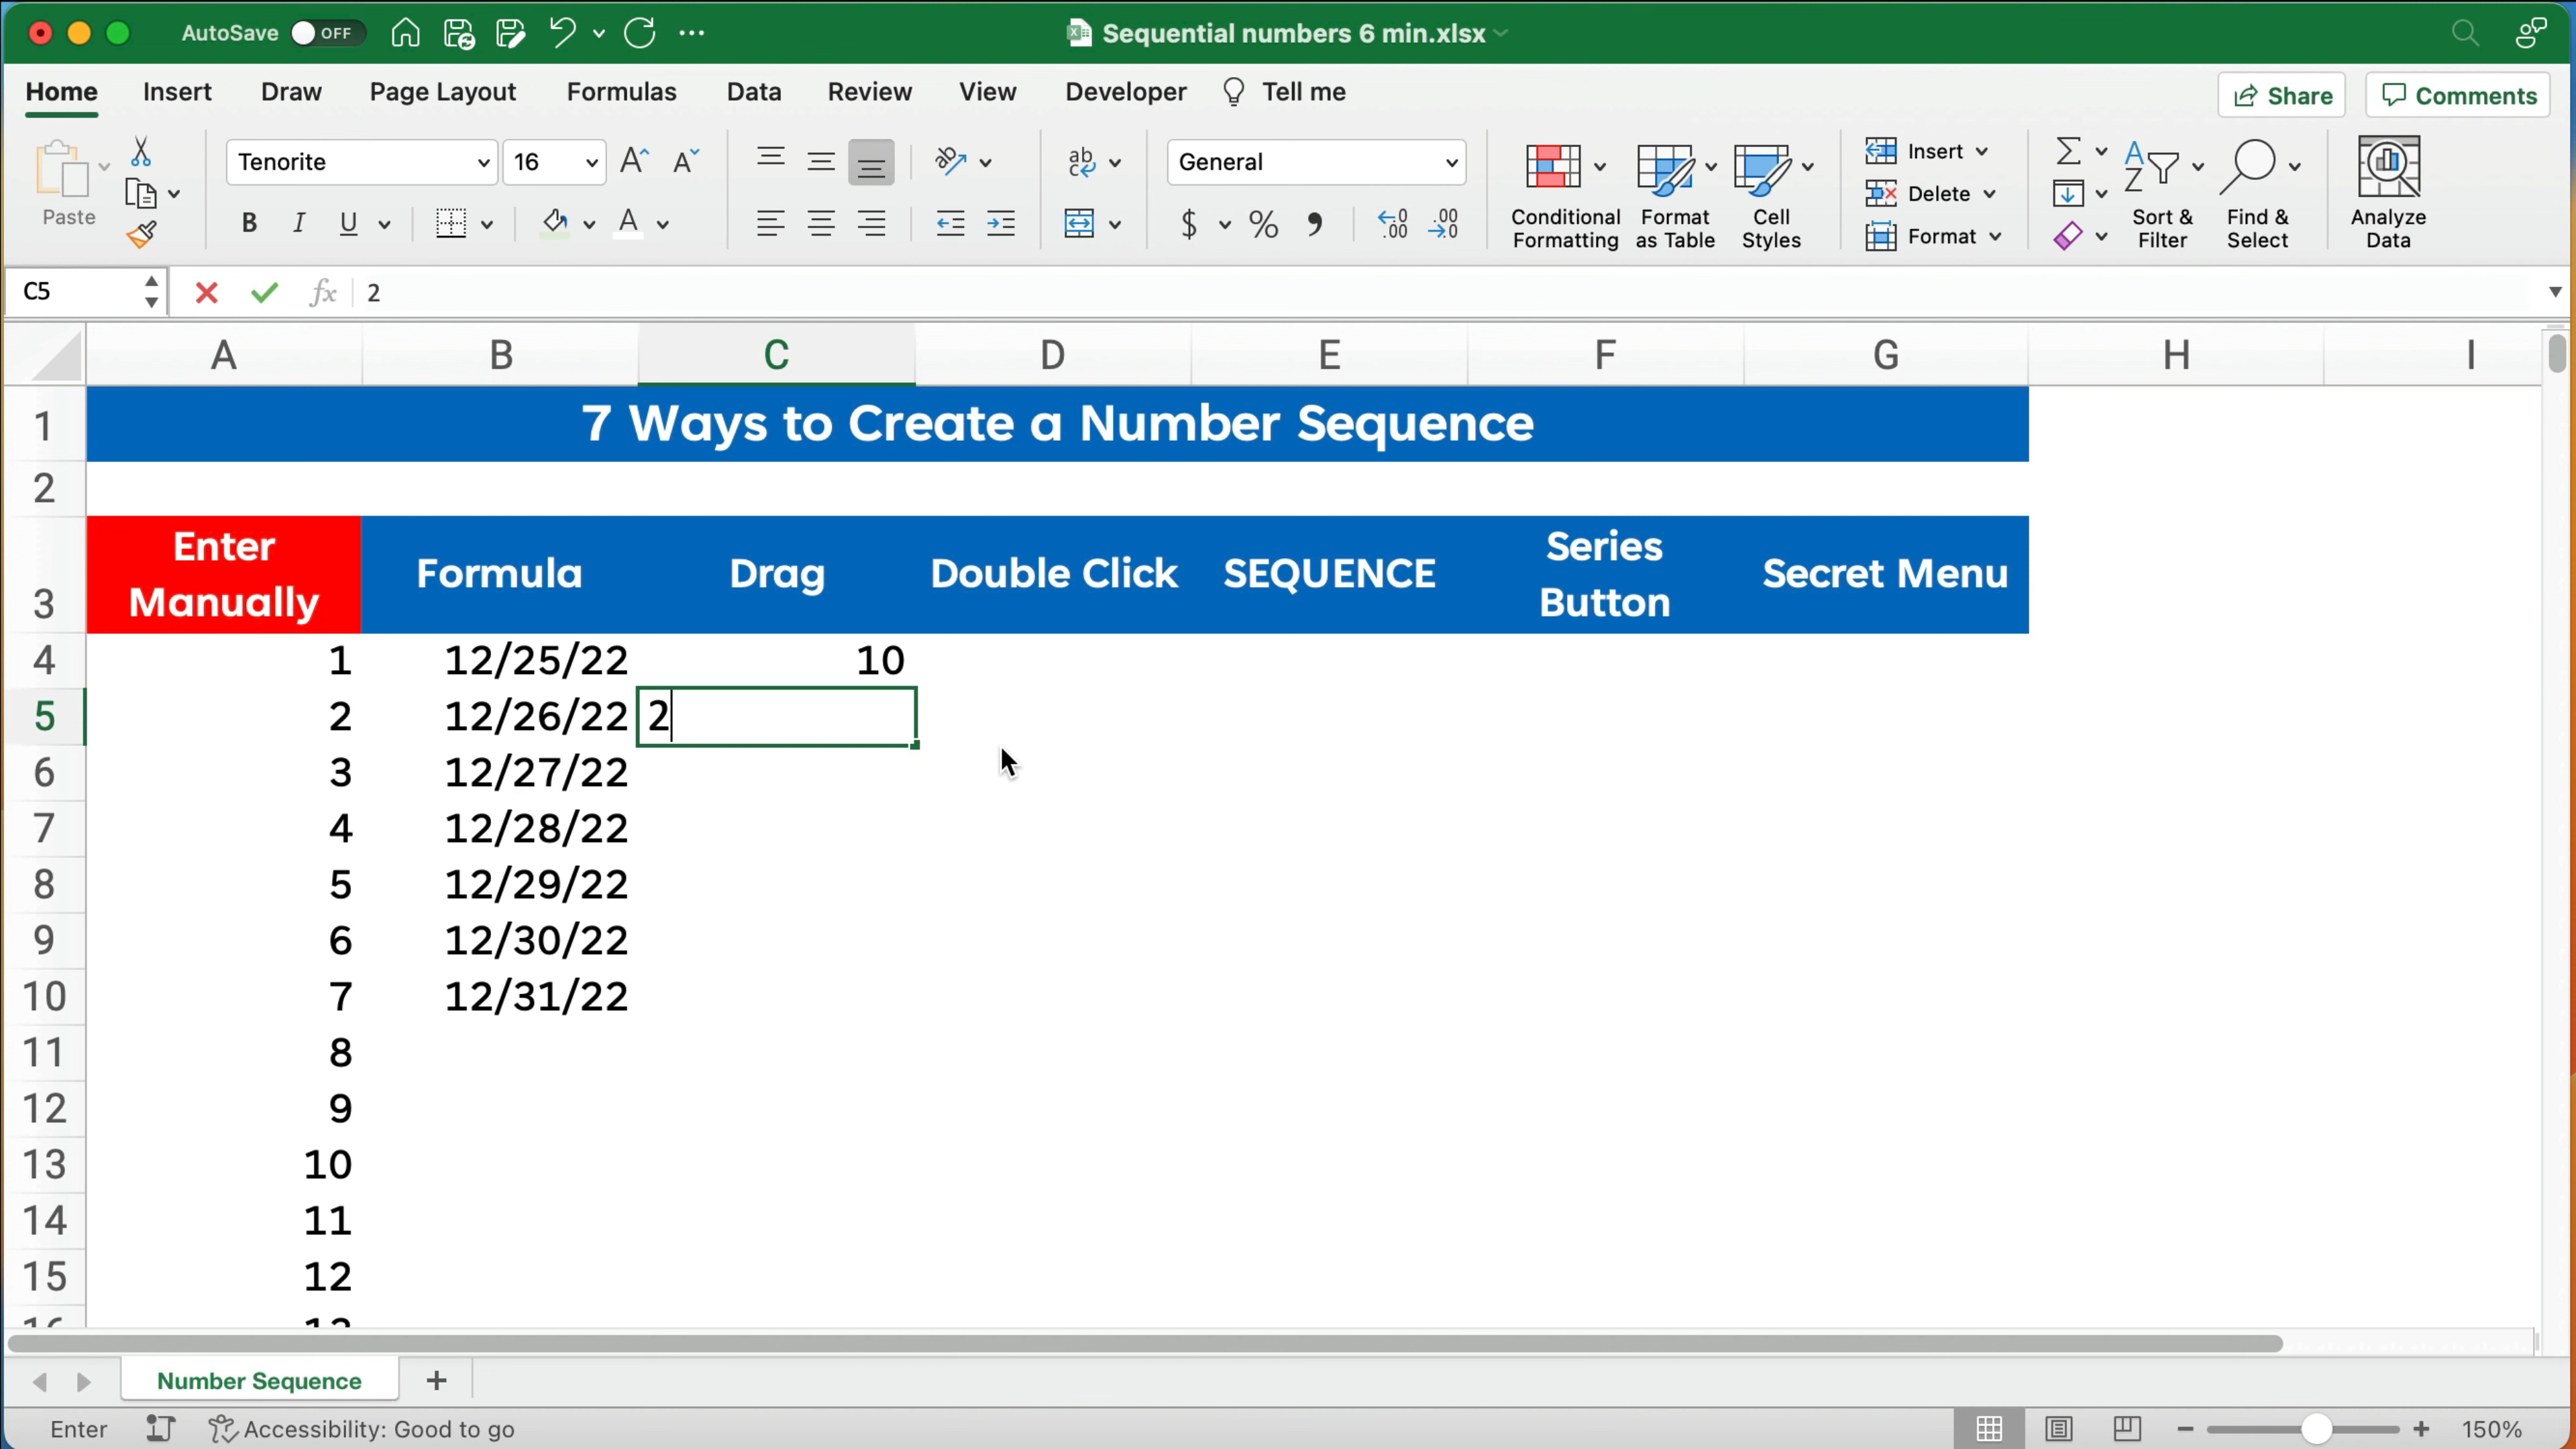 AutoSave OFF Sequential numbers 6 min.xlsx
Home Insert Draw Page Layout Formulas Data Review View Developer Tell me Share Comments
Paste
Tenorite 16
General
Conditional Formatting
Format as Table
Cell Styles
Insert
Delete
Format
Sort & Filter
Find & Select
Analyze Data
C5 fx 2
A B C D E F G H I
1 7 Ways to Create a Number Sequence
2
3 Enter Manually Formula Drag Double Click SEQUENCE Series Button Secret Menu
4 1 12/25/22 10
5 2 12/26/22 2
6 3 12/27/22
7 4 12/28/22
8 5 12/29/22
9 6 12/30/22
10 7 12/31/22
11 8
12 9
13 10
14 11
15 12
Number Sequence +
Enter Accessibility: Good to go 150%